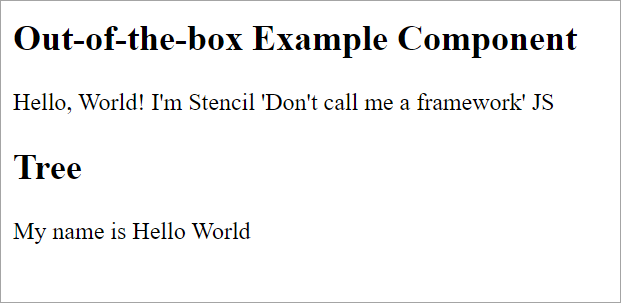 Out-of-the-box Example Component
Hello, World! I'm Stencil 'Don't call me a framework' JS
Tree
My name is Hello World